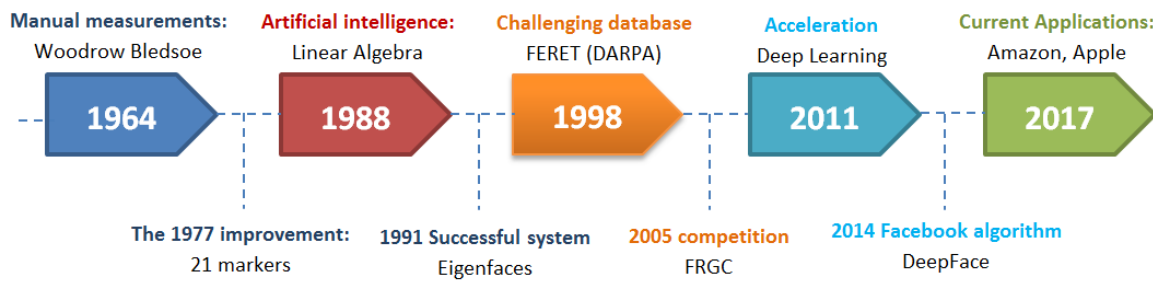 Manual measurements:
Woodrow Bledsoe
1964
Artificial intelligence:
Linear Algebra
1988
Challenging database
FERET (DARPA)
1998
Acceleration
Deep Learning
2011
Current Applications:
Amazon, Apple
2017
The 1977 improvement:
21 markers
1991 Successful system
Eigenfaces
2005 competition
FRGC
2014 Facebook algorithm
DeepFace